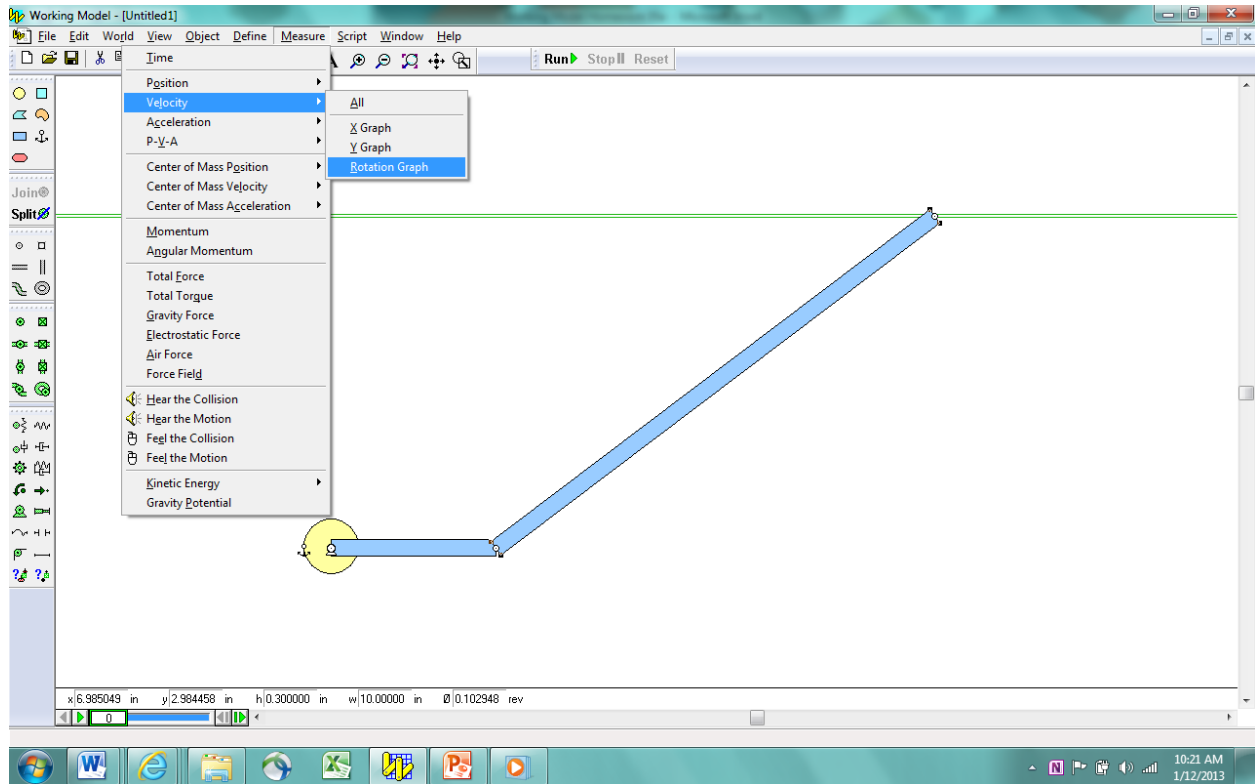 Working Model - [Untitled1]
File Edit World View Object Define Measure Script Window Help
Run Stop Reset
Time
Position
Velocity
Acceleration
P-V-A
Center of Mass Position
Center of Mass Velocity
Center of Mass Acceleration
Momentum
Angular Momentum
Total Force
Total Torque
Gravity Force
Electrostatic Force
Air Force
Force Field
Hear the Collision
Hear the Motion
Feel the Collision
Feel the Motion
Kinetic Energy
Gravity Potential
All
X Graph
Y Graph
Rotation Graph
Join
Split
x 6.985049 in y 2.984458 in h 0.300000 in w 10.00000 in Ø 0.102948 rev
0
10:21 AM
1/12/2013